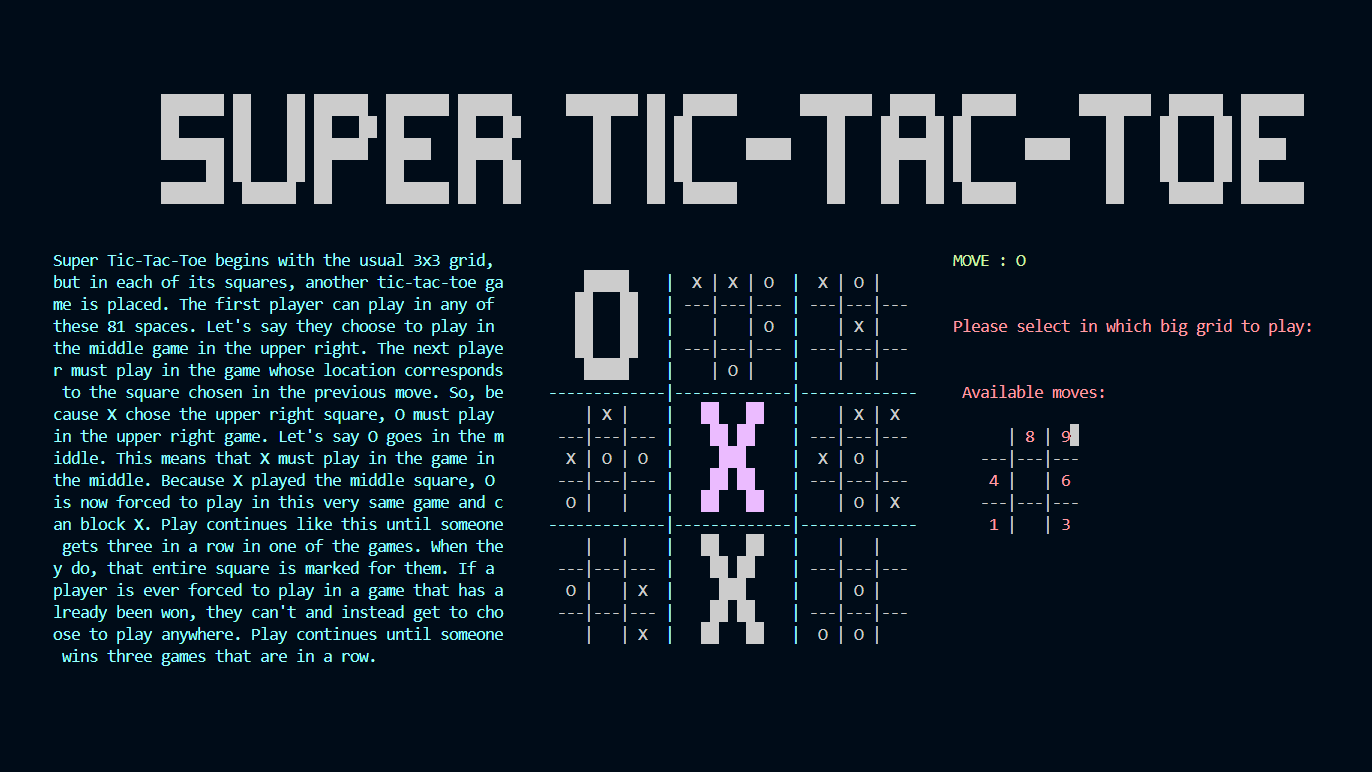 SUPER TIC-TAC-TOE
Super Tic-Tac-Toe begins with the usual 3x3 grid,
but in each of its squares, another tic-tac-toe ga
me is placed. The first player can play in any of
these 81 spaces. Let's say they choose to play in
the middle game in the upper right. The next playe
r must play in the game whose location corresponds
 to the square chosen in the previous move. So, be
cause X chose the upper right square, O must play
in the upper right game. Let's say O goes in the m
iddle. This means that X must play in the game in
the middle. Because X played the middle square, O
is now forced to play in this very same game and c
an block X. Play continues like this until someone
 gets three in a row in one of the games. When the
y do, that entire square is marked for them. If a
player is ever forced to play in a game that has a
lready been won, they can't and instead get to cho
ose to play anywhere. Play continues until someone
 wins three games that are in a row.
O
| X | X | O | X | O |
| ---|---|--- | ---|---|---
| | | O | | X |
| ---|---|--- | ---|---|---
| | O | | | |
-------------|-------------|-------------
| X | X | | X | X
---|---|--- | | ---|---|---
X | O | O | | X | O |
---|---|--- | | ---|---|---
O | | | | | O | X
-------------|-------------|-------------
| | | X | | |
---|---|--- | | ---|---|---
O | | X | | | O |
---|---|--- | | ---|---|---
| | X | | O | O |
MOVE : O
Please select in which big grid to play:
Available moves:
| 8 | 9
---|---|---
4 | | 6
---|---|---
1 | | 3